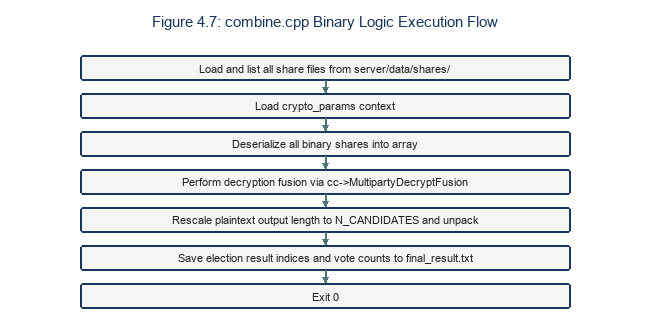 Figure 4.7: combine.cpp Binary Logic Execution Flow
Load and list all share files from server/data/shares/
Load crypto_params context
Deserialize all binary shares into array
Perform decryption fusion via cc->MultipartyDecryptFusion
Rescale plaintext output length to N_CANDIDATES and unpack
Save election result indices and vote counts to final_result.txt
Exit 0